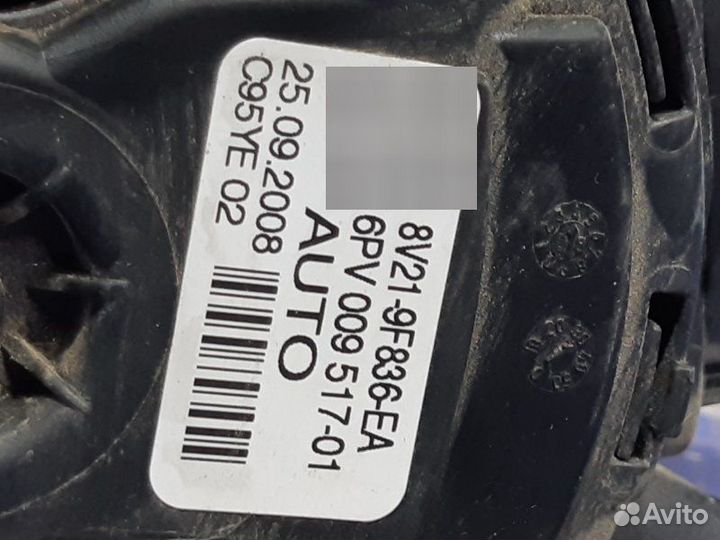 8V21-9F836-EA
6PV 009 517-01
AUTO
25.09.2008
C95YE 02
Avito